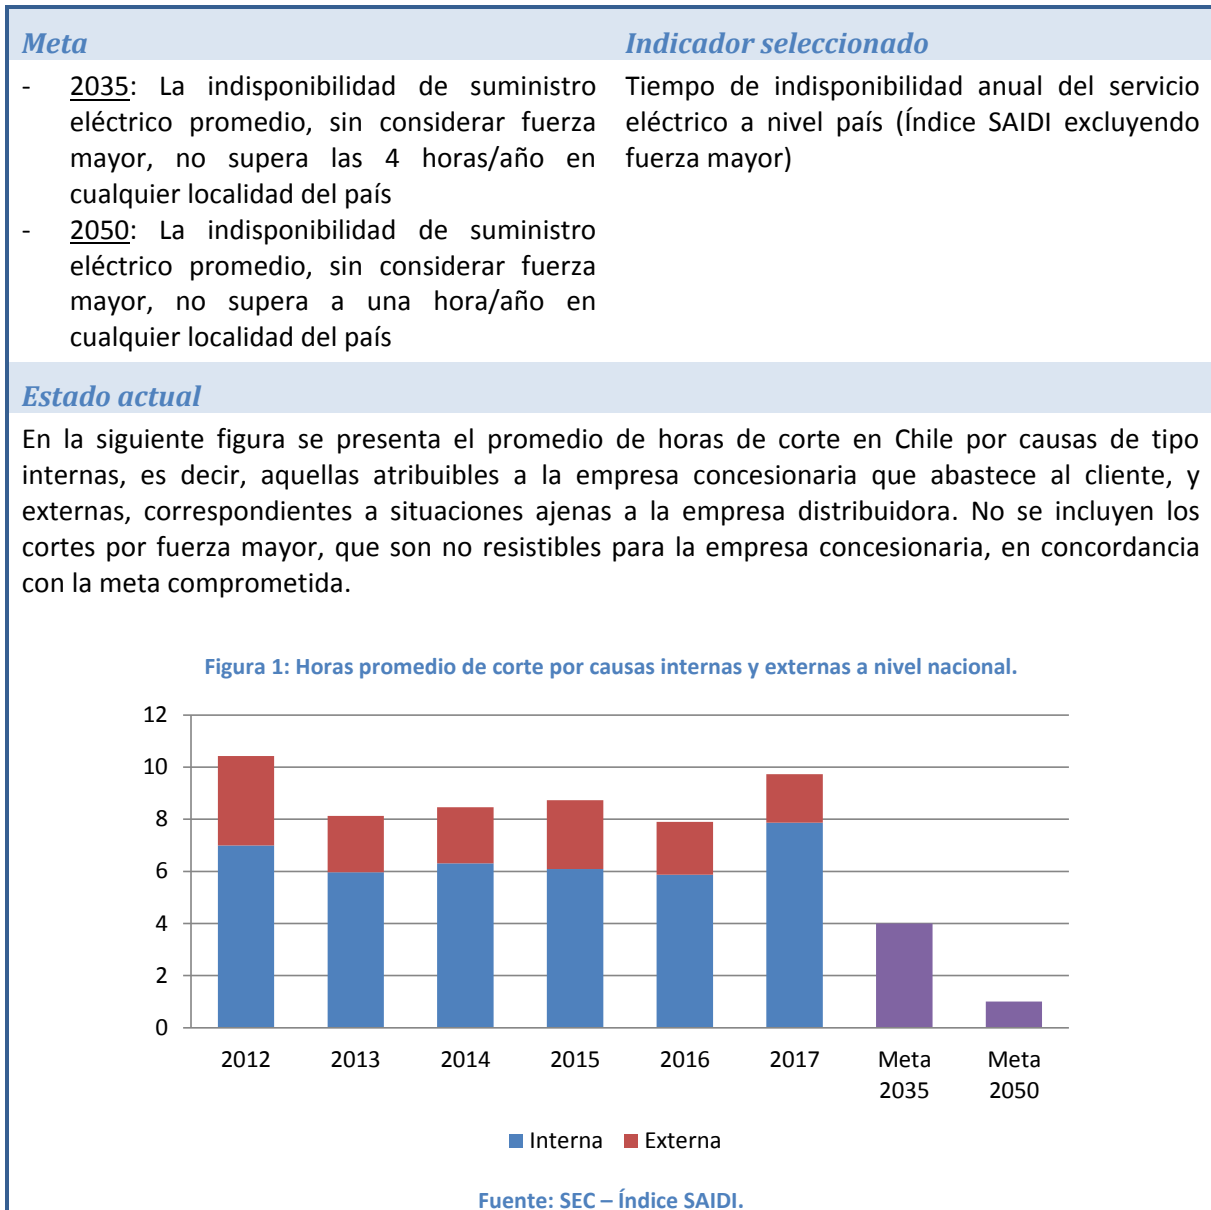 Meta
- 2035: La indisponibilidad de suministro
eléctrico promedio, sin considerar fuerza
mayor, no supera las 4 horas/año en
cualquier localidad del país
- 2050: La indisponibilidad de suministro
eléctrico promedio, sin considerar fuerza
mayor, no supera a una hora/año en
cualquier localidad del país
Indicador seleccionado
Tiempo de indisponibilidad anual del servicio
eléctrico a nivel país (Índice SAIDI excluyendo
fuerza mayor)
Estado actual
En la siguiente figura se presenta el promedio de horas de corte en Chile por causas de tipo
internas, es decir, aquellas atribuibles a la empresa concesionaria que abastece al cliente, y
externas, correspondientes a situaciones ajenas a la empresa distribuidora. No se incluyen los
cortes por fuerza mayor, que son no resistibles para la empresa concesionaria, en concordancia
con la meta comprometida.
Figura 1: Horas promedio de corte por causas internas y externas a nivel nacional.
12
10
8
6
4
2
0
2012 2013 2014 2015 2016 2017 Meta 2035 Meta 2050
Interna Externa
Fuente: SEC – Índice SAIDI.